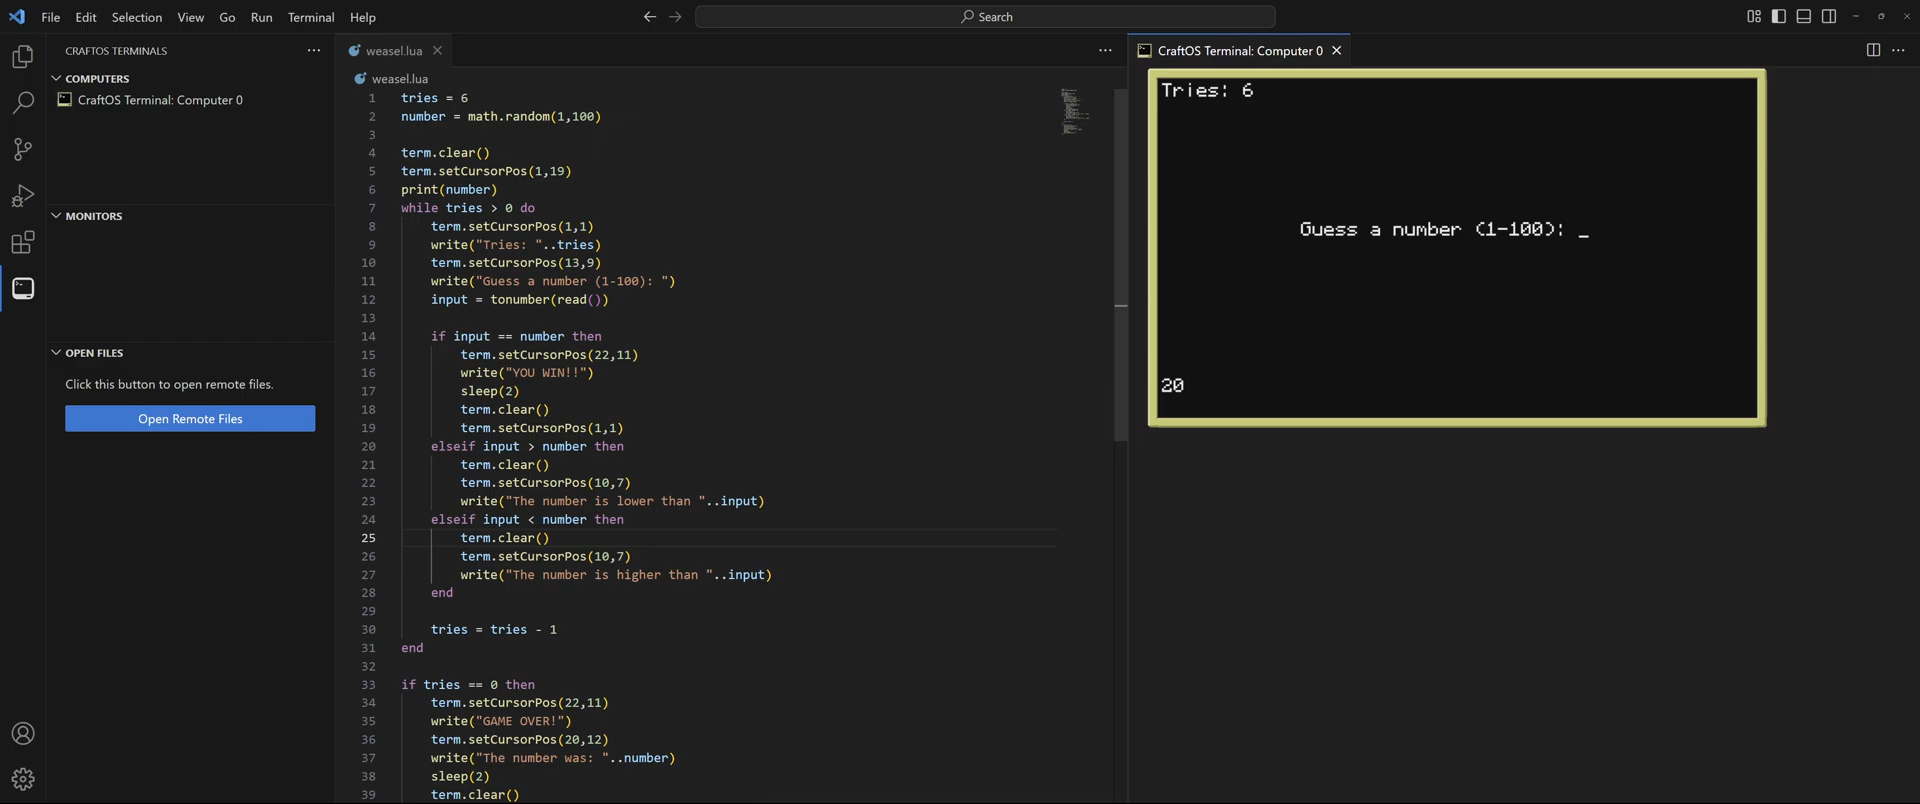 File Edit Selection View Go Run Terminal Help
Search
CRAFTOS TERMINALS
COMPUTERS
CraftOS Terminal: Computer 0
MONITORS
OPEN FILES
Click this button to open remote files.
Open Remote Files
weasel.lua
weasel.lua
1 tries = 6
2 number = math.random(1,100)
3
4 term.clear()
5 term.setCursorPos(1,19)
6 print(number)
7 while tries > 0 do
8     term.setCursorPos(1,1)
9     write("Tries: "..tries)
10     term.setCursorPos(13,9)
11     write("Guess a number (1-100): ")
12     input = tonumber(read())
13
14     if input == number then
15         term.setCursorPos(22,11)
16         write("YOU WIN!!")
17         sleep(2)
18         term.clear()
19         term.setCursorPos(1,1)
20     elseif input > number then
21         term.clear()
22         term.setCursorPos(10,7)
23         write("The number is lower than "..input)
24     elseif input < number then
25         term.clear()
26         term.setCursorPos(10,7)
27         write("The number is higher than "..input)
28     end
29
30     tries = tries - 1
31 end
32
33 if tries == 0 then
34     term.setCursorPos(22,11)
35     write("GAME OVER!")
36     term.setCursorPos(20,12)
37     write("The number was: "..number)
38     sleep(2)
39     term.clear()
CraftOS Terminal: Computer 0
Tries: 6
Guess a number (1-100): _
20